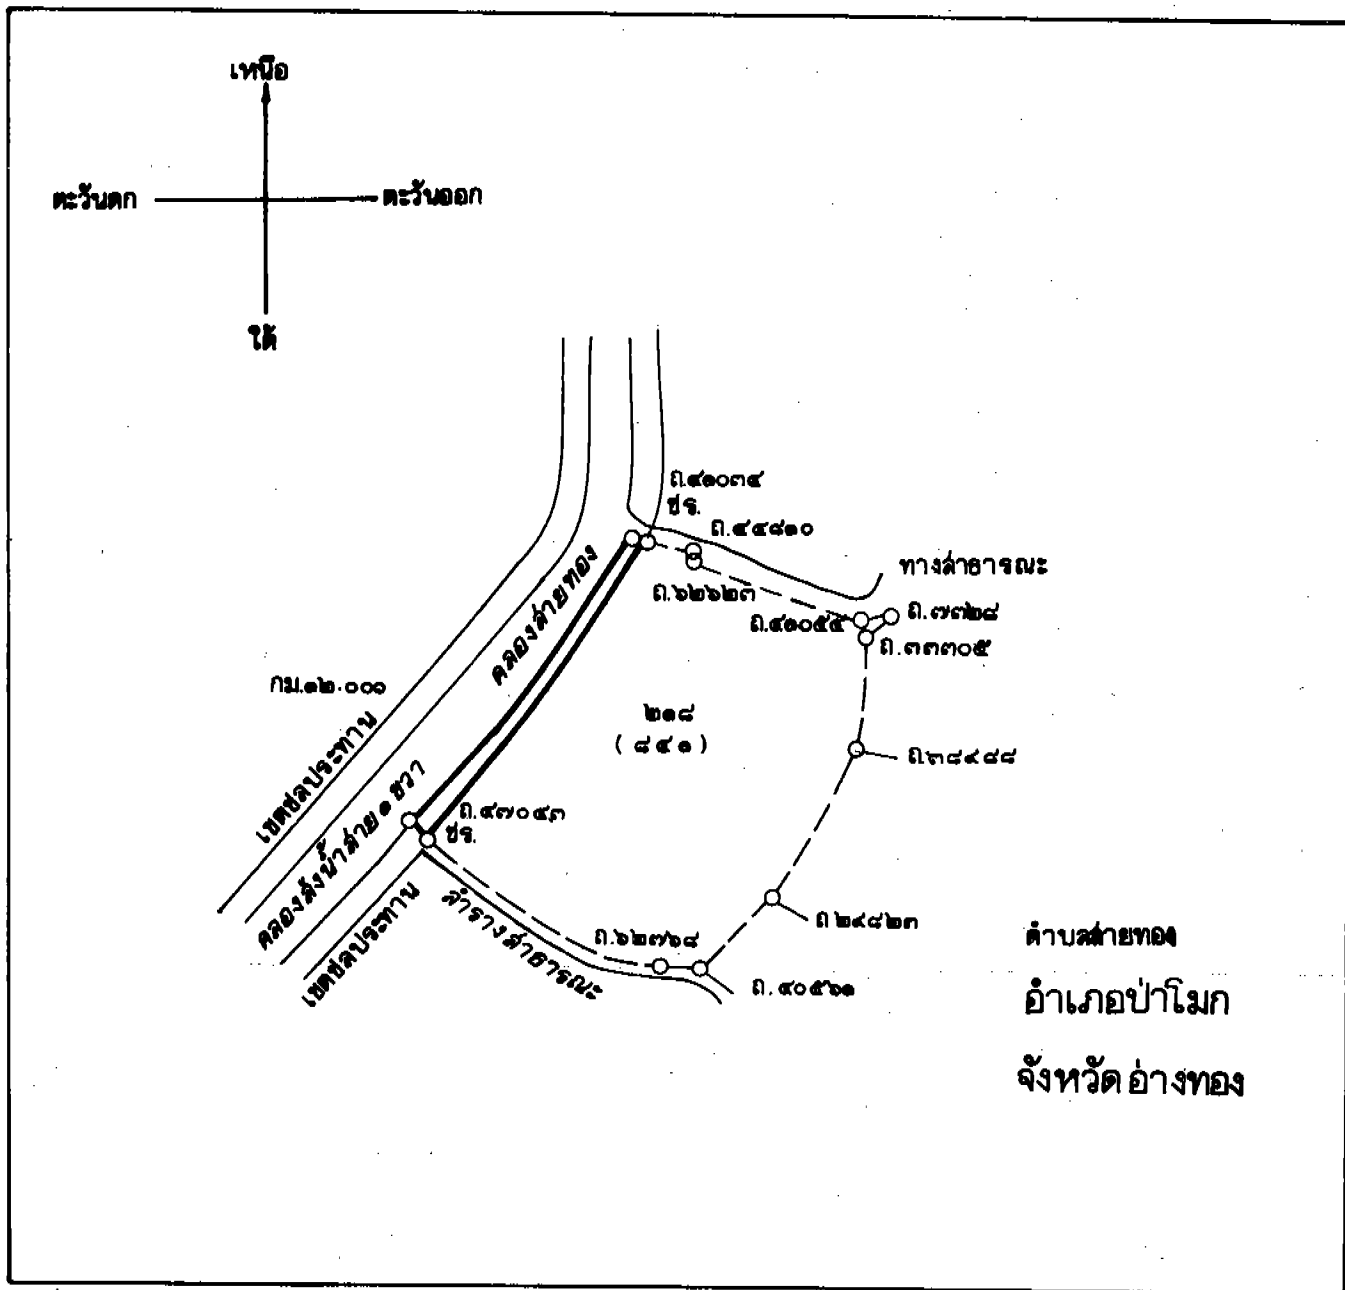 เหนือ
ตะวันตก
ตะวันออก
ใต้
ถ.๔๑๐๓๔
ชร.
ถ.๔๔๘๑๐
ทางสาธารณะ
ถ.๖๒๖๒๓
ถ.๔๑๐๕๔
ถ.๗๗๒๘
ถ.๓๓๓๐๕
คลองสายทอง
กม.๑๒.๐๐๑
๒๑๘
( ๘๔๑ )
ถ.๓๘๔๘๘
เขตชลประทาน
คลองส่งน้ำสาย ๑ ขวา
ถ.๔๗๐๔๓
ชร.
เขตชลประทาน
ลำรางสาธารณะ
ถ.๖๒๗๖๘
ถ ๒๔๘๒๓
ถ. ๔๐๕๖๑
ตำบลสายทอง
อำเภอป่าโมก
จังหวัด อ่างทอง